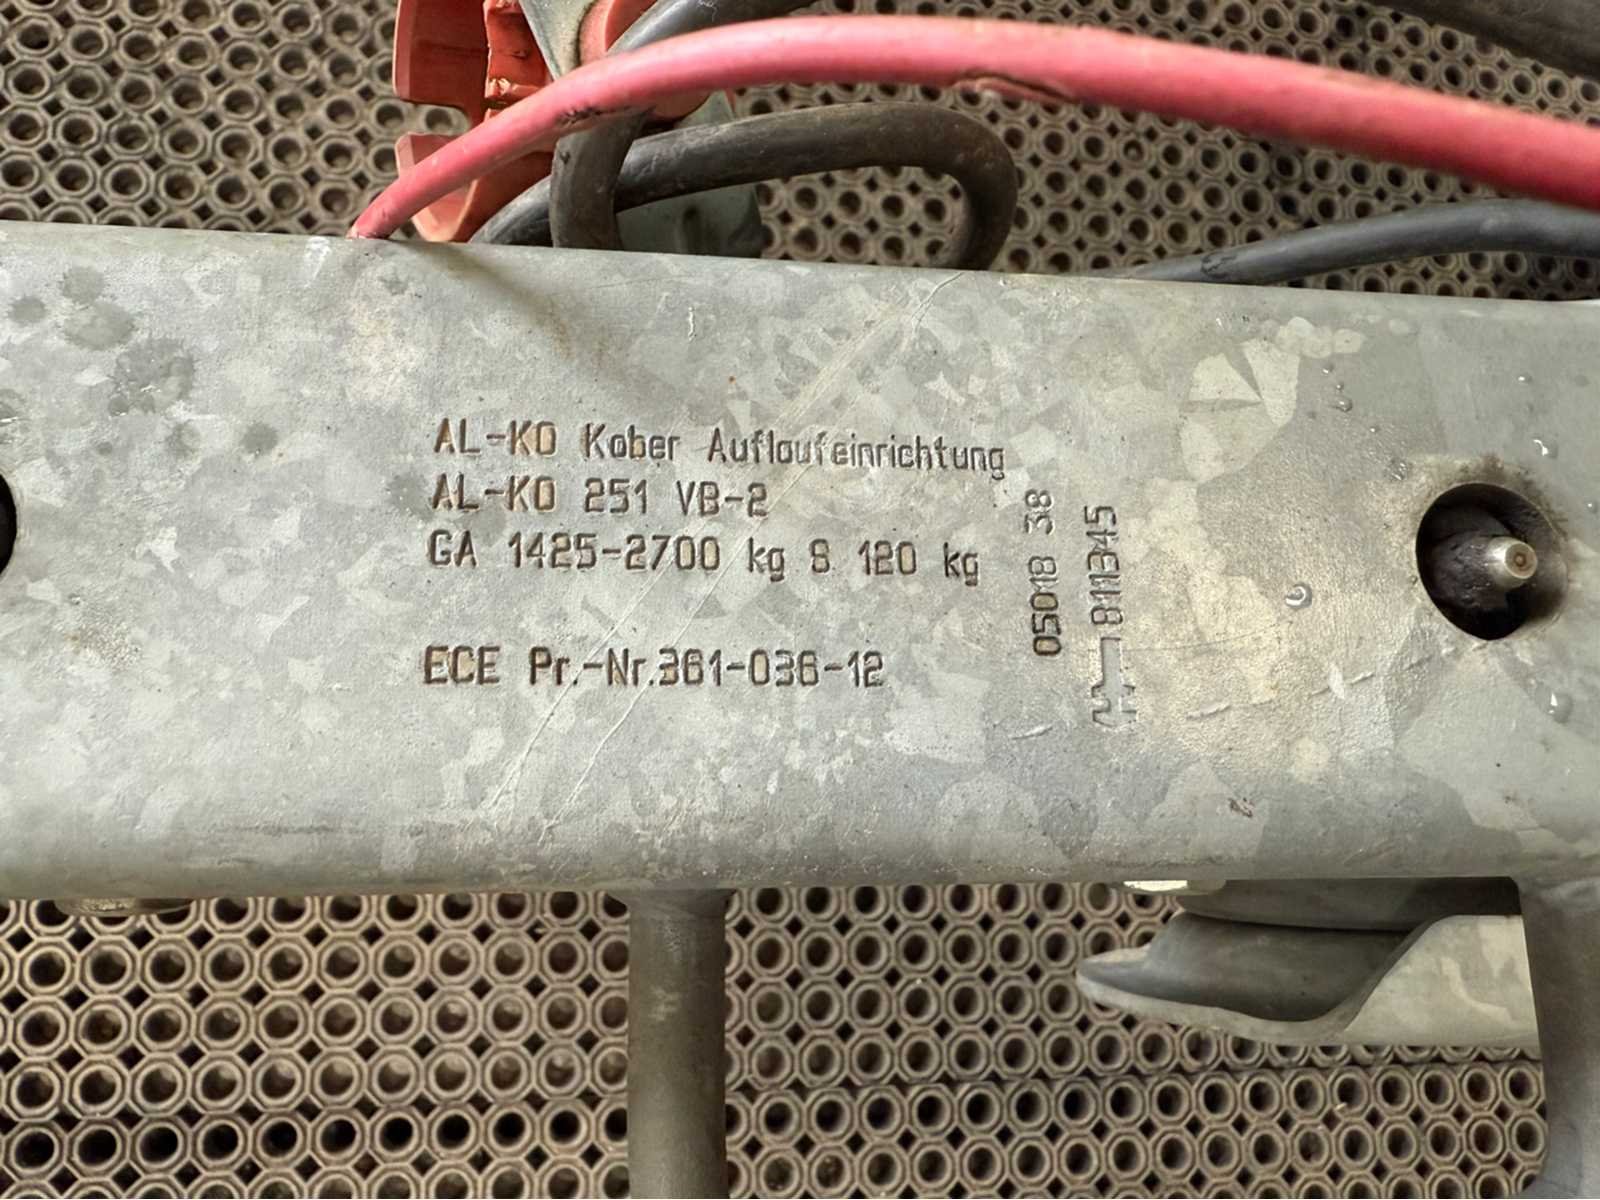 AL-KO Kober Auflaufeinrichtung
AL-KO 251 VB-2
GA 1425-2700 kg S 120 kg
ECE Pr.-Nr.361-036-12
05018 38
811345